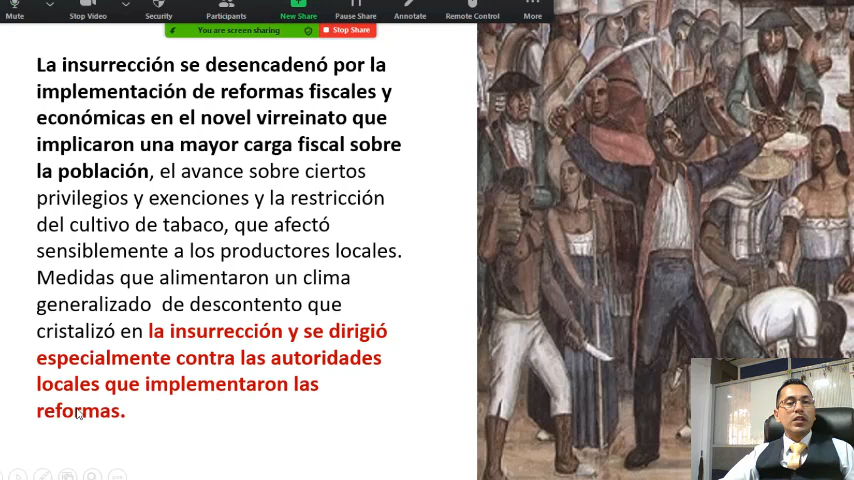 Mute
Stop Video
Security
Participants
New Share
Pause Share
Annotate
Remote Control
More
You are screen sharing
Stop Share
La insurrección se desencadenó por la
implementación de reformas fiscales y
económicas en el novel virreinato que
implicaron una mayor carga fiscal sobre
la población, el avance sobre ciertos
privilegios y exenciones y la restricción
del cultivo de tabaco, que afectó
sensiblemente a los productores locales.
Medidas que alimentaron un clima
generalizado de descontento que
cristalizó en la insurrección y se dirigió
especialmente contra las autoridades
locales que implementaron las
reformas.